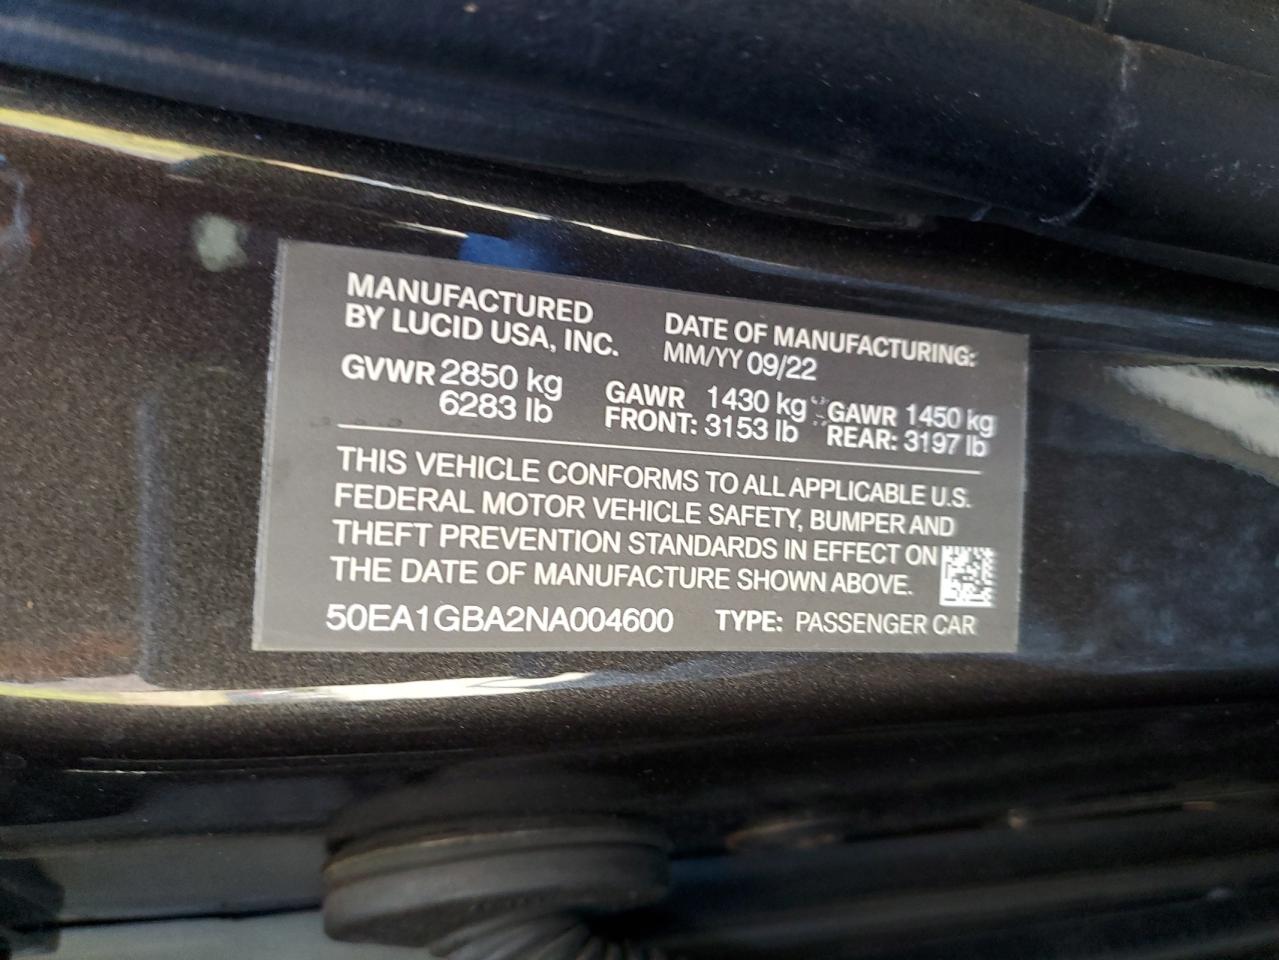 MANUFACTURED
BY LUCID USA, INC.
DATE OF MANUFACTURING:
MM/YY 09/22
GVWR 2850 kg
6283 lb
GAWR 1430 kg
FRONT: 3153 lb
GAWR 1450 kg
REAR: 3197 lb
THIS VEHICLE CONFORMS TO ALL APPLICABLE U.S.
FEDERAL MOTOR VEHICLE SAFETY, BUMPER AND
THEFT PREVENTION STANDARDS IN EFFECT ON
THE DATE OF MANUFACTURE SHOWN ABOVE.
50EA1GBA2NA004600 TYPE: PASSENGER CAR